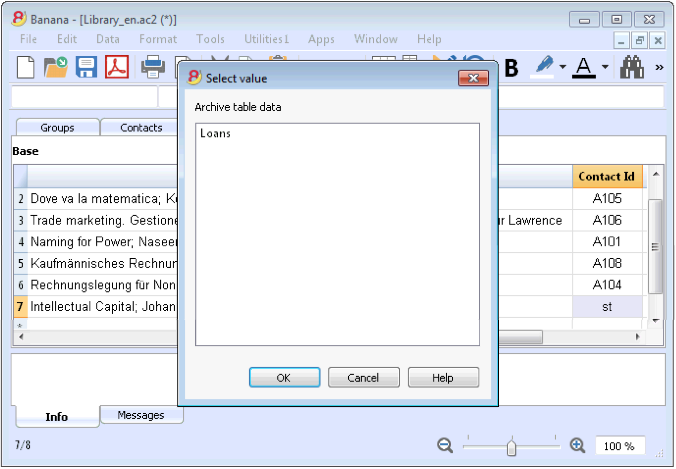 Banana - [Library_en.ac2 (*)]
File Edit Data Format Tools Utilities1 Apps Window Help
B A »
Select value
Archive table data
Loans
OK Cancel Help
Groups Contacts
Base
Contact Id
2 Dove va la matematica; A105
3 Trade marketing. Gestione ur Lawrence A106
4 Naming for Power; Naseer A101
5 Kaufmännisches Rechnun A108
6 Rechnungslegung für Non A104
7 Intellectual Capital; Johan st
*
Info Messages
7/8 100 %